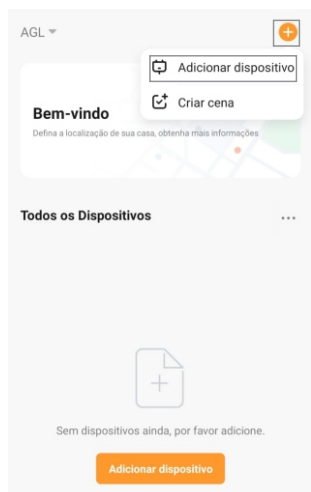 AGL
Adicionar dispositivo
Criar cena
Bem-vindo
Defina a localização de sua casa, obtenha mais informações
Todos os Dispositivos
Sem dispositivos ainda, por favor adicione.
Adicionar dispositivo